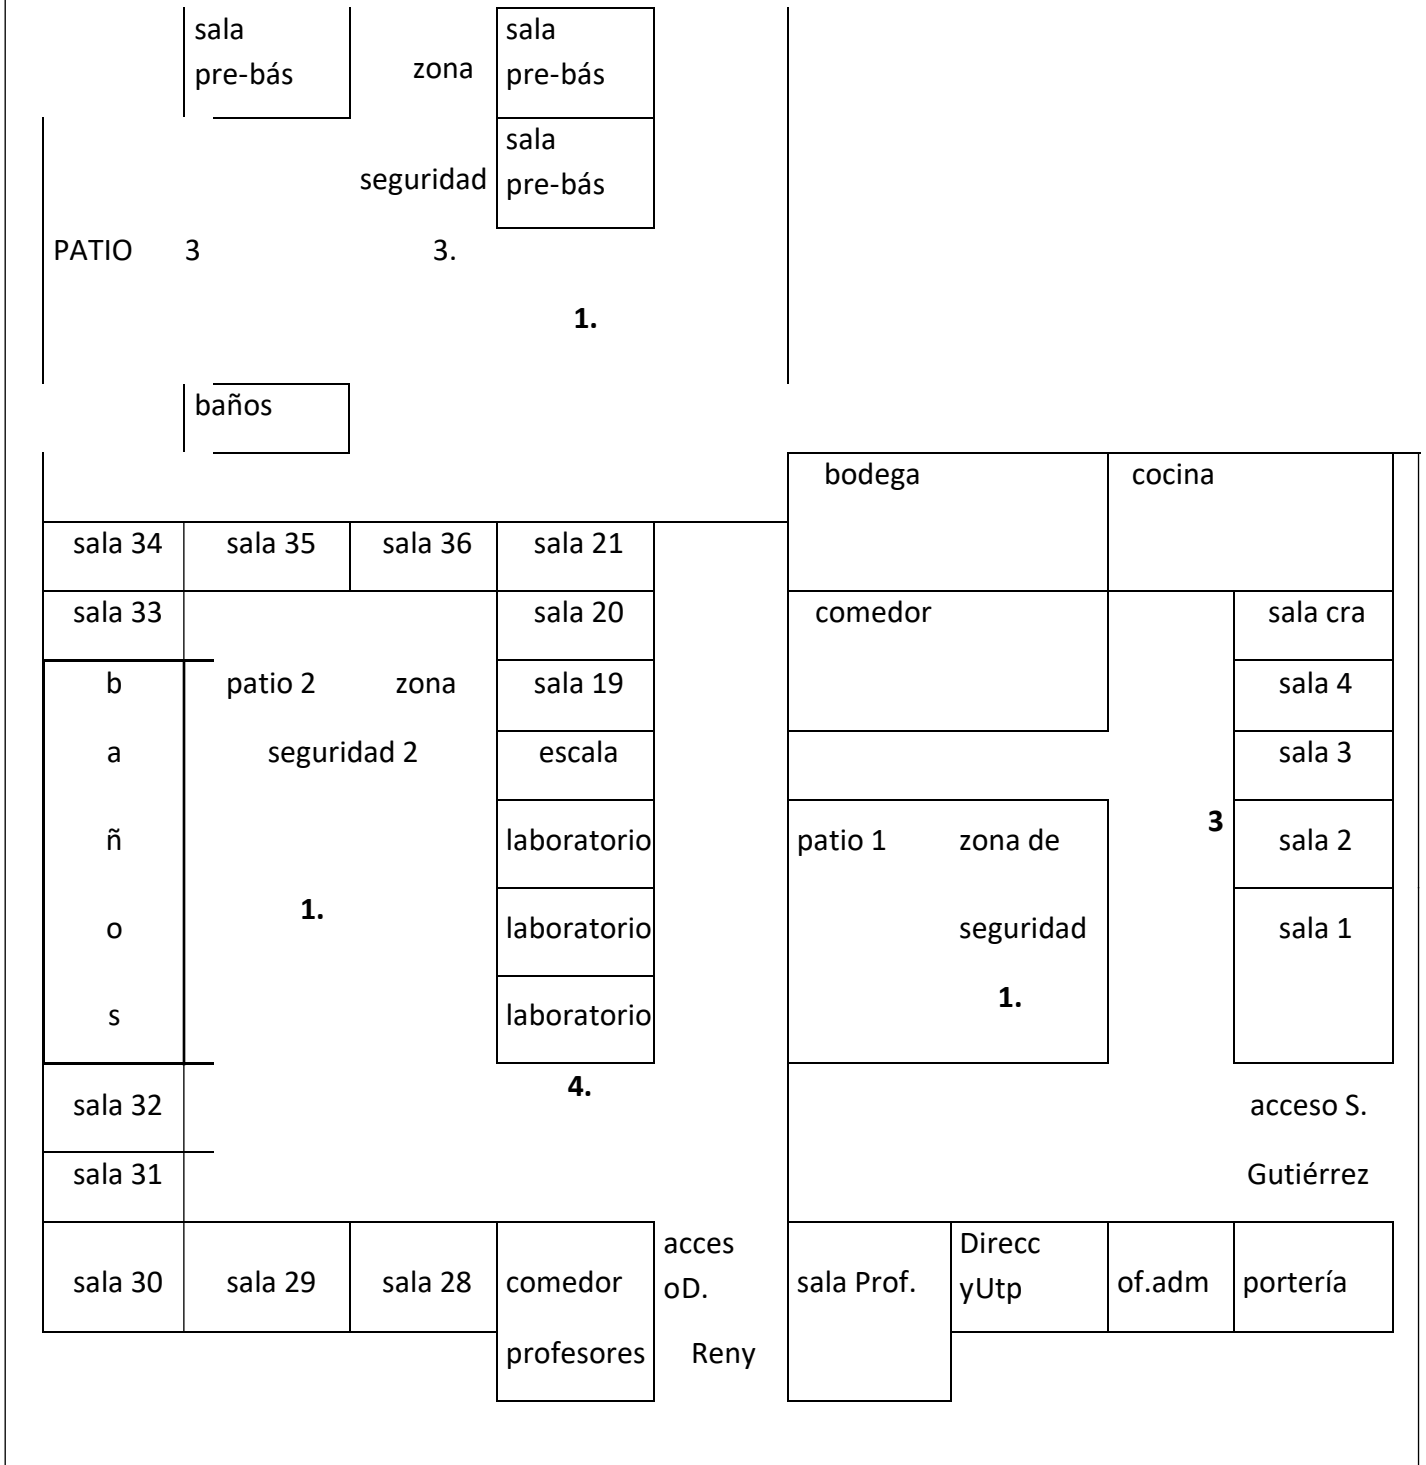 sala sala
pre-bás zona pre-bás
sala
seguridad pre-bás
PATIO 3 3.
1.
baños
bodega cocina
sala 34 sala 35 sala 36 sala 21
sala 33 sala 20 comedor sala cra
b patio 2 zona sala 19 sala 4
a seguridad 2 escala sala 3
3
ñ laboratorio patio 1 zona de sala 2
1.
o laboratorio seguridad sala 1
1.
s laboratorio
4.
sala 32 acceso S.
sala 31 Gutiérrez
acces Direcc
sala 30 sala 29 sala 28 comedor oD. sala Prof. yUtp of.adm portería
profesores Reny